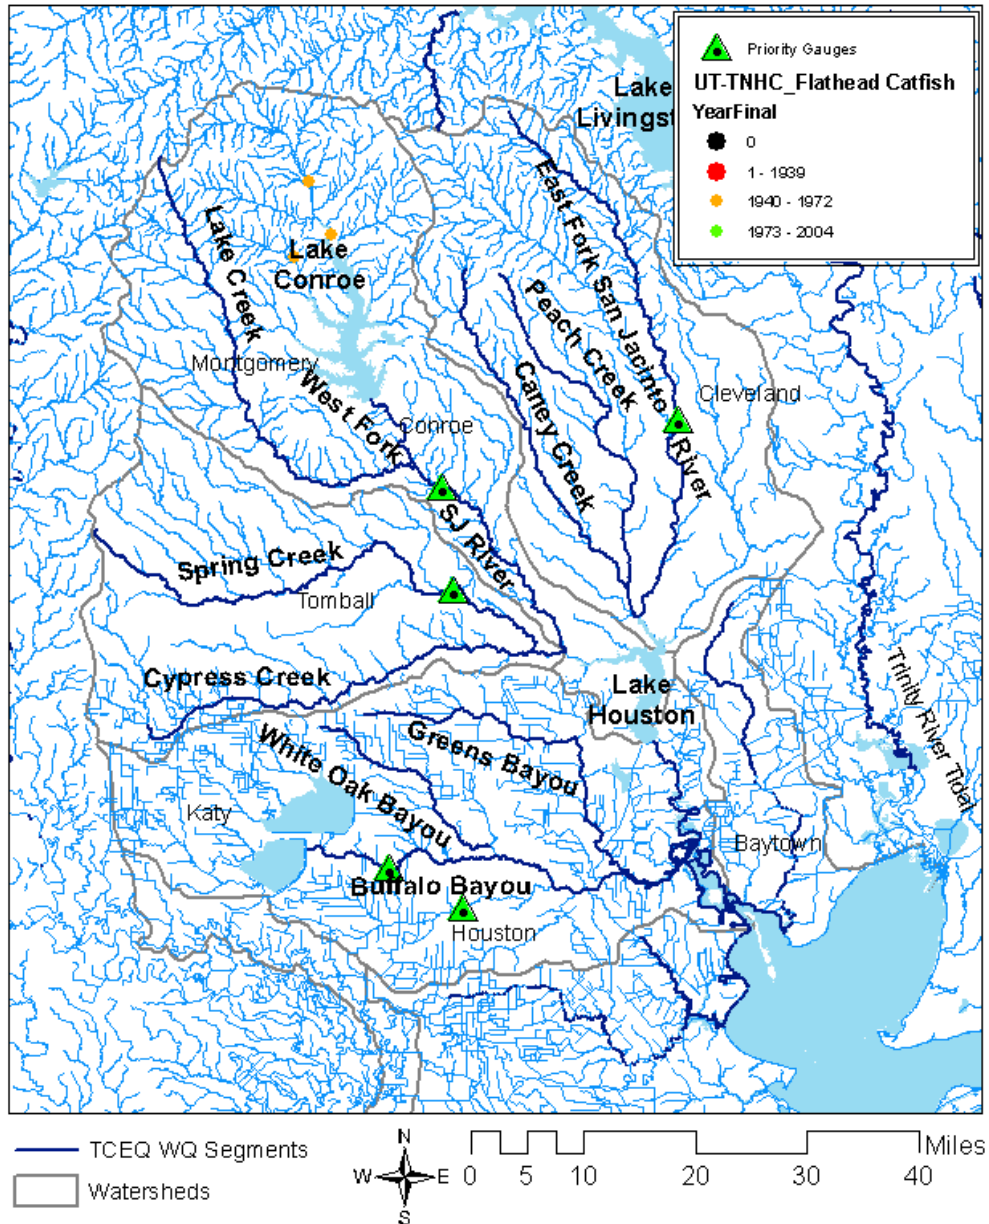 Priority Gauges
UT-TNHC_Flathead Catfish
YearFinal
0
1 - 1939
1940 - 1972
1973 - 2004
Lake
Livingst
East Fork San Jacinto River
Lake Creek
Lake
Conroe
Peach Creek
Montgomery
West Fork
SJ River
Caney Creek
Cleveland
Conroe
Spring Creek
Tomball
Cypress Creek
Lake
Houston
Trinity River Tidal
Greens Bayou
White Oak Bayou
Katy
Baytown
Buffalo Bayou
Houston
TCEQ WQ Segments
Watersheds
N
W
E
S
0 5 10 20 30 40
Miles